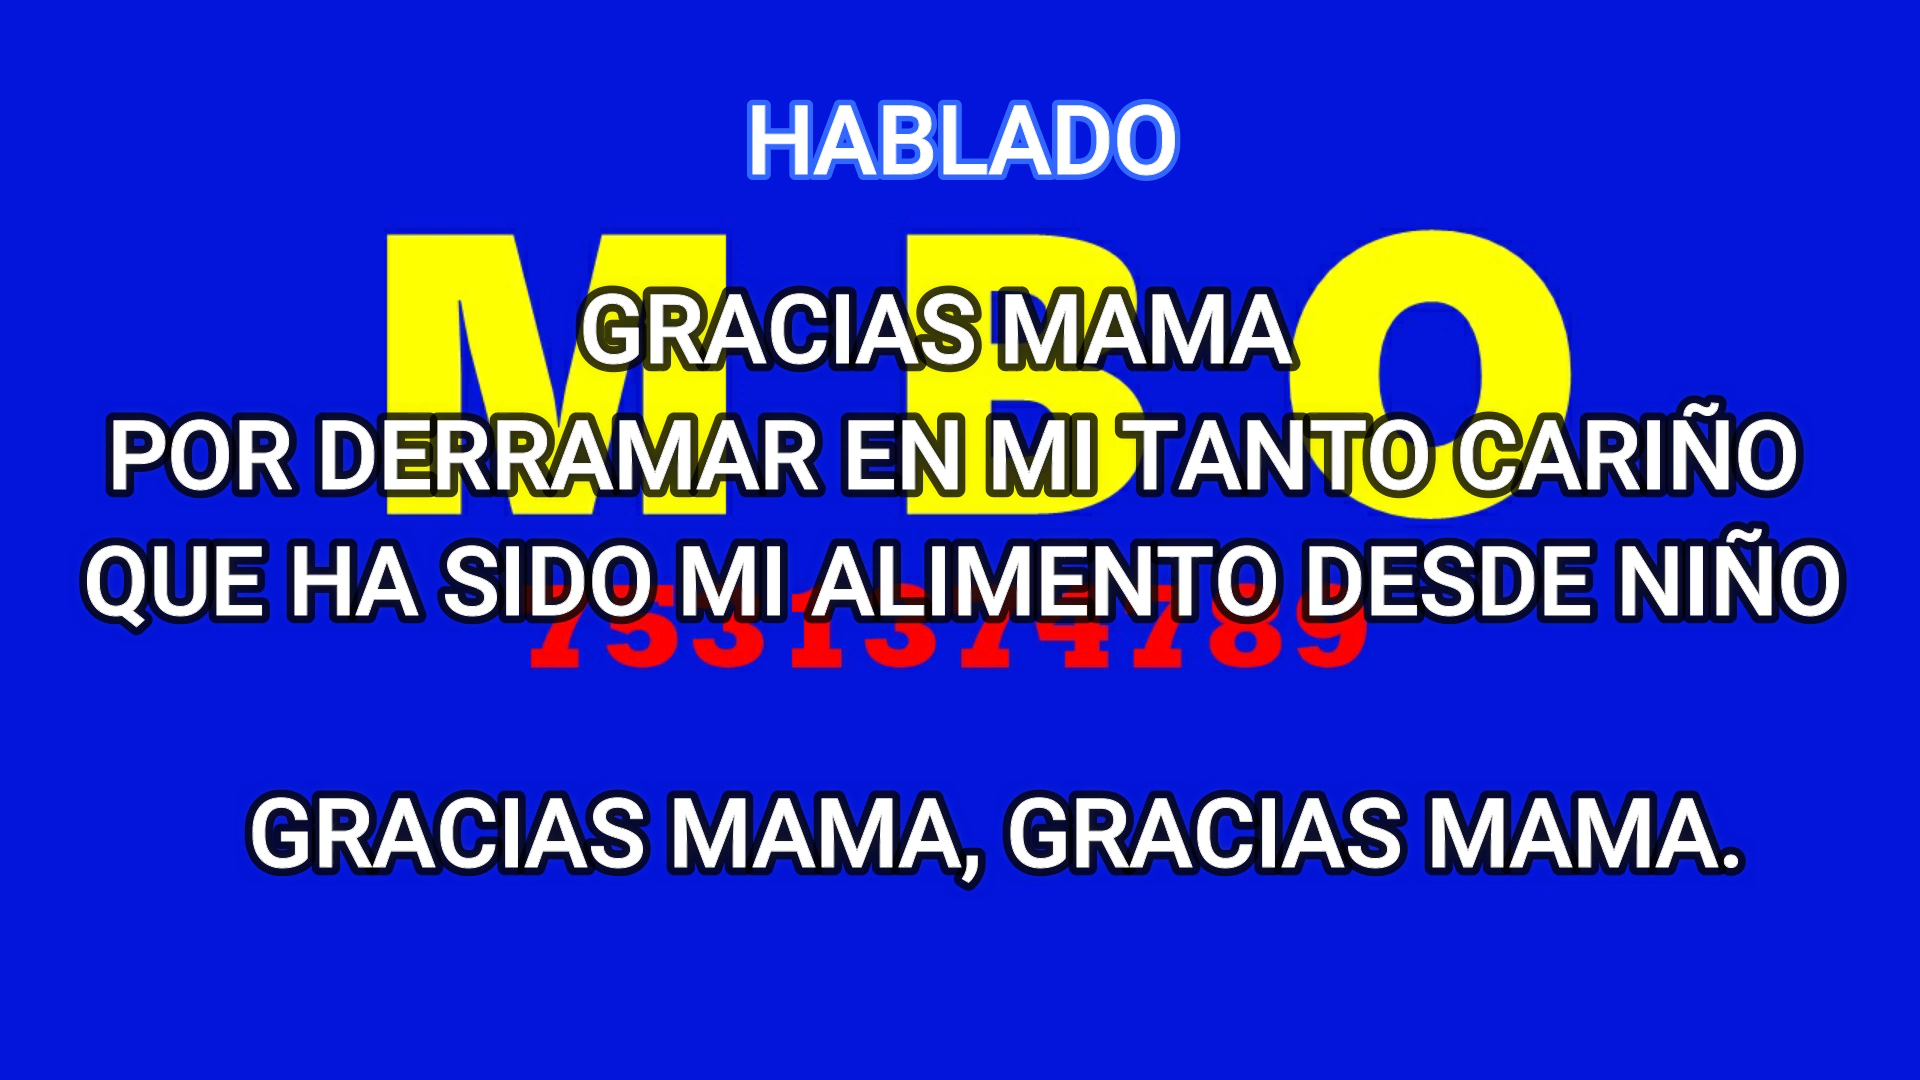 HABLADO
M B O
GRACIAS MAMA
POR DERRAMAR EN MI TANTO CARIÑO
QUE HA SIDO MI ALIMENTO DESDE NIÑO
7531374789
GRACIAS MAMA, GRACIAS MAMA.